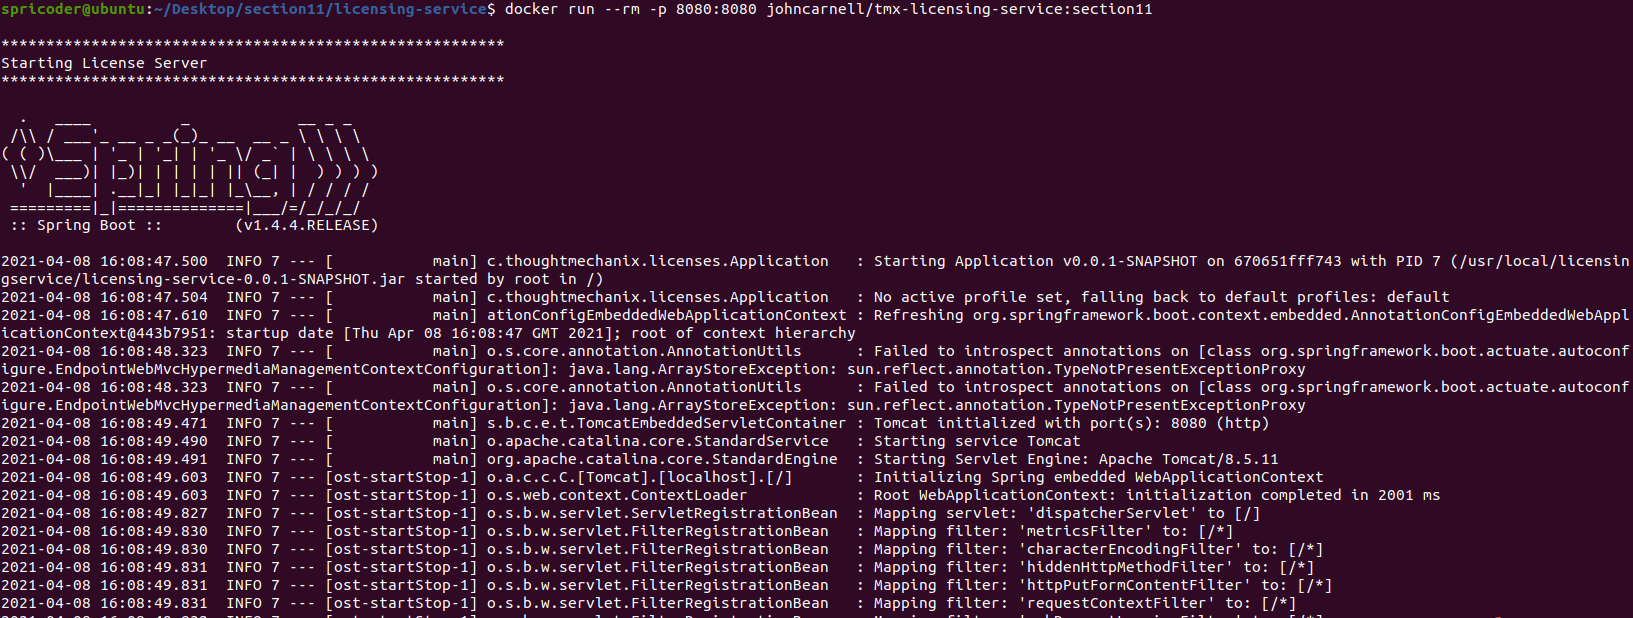 spricoder@ubuntu:~/Desktop/section11/licensing-service$ docker run --rm -p 8080:8080 johncarnell/tmx-licensing-service:section11
********************************************************
Starting License Server
********************************************************
  .   ____          _            __ _ _
 /\\ / ___'_ __ _ _(_)_ __  __ _ \ \ \ \
( ( )\___ | '_ | '_| | '_ \/ _` | \ \ \ \
 \\/  ___)| |_)| | | | | || (_| |  ) ) ) )
  '  |____| .__|_| |_|_| |_\__, | / / / /
 =========|_|==============|___/=/_/_/_/
 :: Spring Boot ::        (v1.4.4.RELEASE)
2021-04-08 16:08:47.500  INFO 7 --- [           main] c.thoughtmechanix.licenses.Application   : Starting Application v0.0.1-SNAPSHOT on 670651fff743 with PID 7 (/usr/local/licensin
gservice/licensing-service-0.0.1-SNAPSHOT.jar started by root in /)
2021-04-08 16:08:47.504  INFO 7 --- [           main] c.thoughtmechanix.licenses.Application   : No active profile set, falling back to default profiles: default
2021-04-08 16:08:47.610  INFO 7 --- [           main] ationConfigEmbeddedWebApplicationContext : Refreshing org.springframework.boot.context.embedded.AnnotationConfigEmbeddedWebAppl
icationContext@443b7951: startup date [Thu Apr 08 16:08:47 GMT 2021]; root of context hierarchy
2021-04-08 16:08:48.323  INFO 7 --- [           main] o.s.core.annotation.AnnotationUtils      : Failed to introspect annotations on [class org.springframework.boot.actuate.autoconf
igure.EndpointWebMvcHypermediaManagementContextConfiguration]: java.lang.ArrayStoreException: sun.reflect.annotation.TypeNotPresentExceptionProxy
2021-04-08 16:08:48.323  INFO 7 --- [           main] o.s.core.annotation.AnnotationUtils      : Failed to introspect annotations on [class org.springframework.boot.actuate.autoconf
igure.EndpointWebMvcHypermediaManagementContextConfiguration]: java.lang.ArrayStoreException: sun.reflect.annotation.TypeNotPresentExceptionProxy
2021-04-08 16:08:49.471  INFO 7 --- [           main] s.b.c.e.t.TomcatEmbeddedServletContainer : Tomcat initialized with port(s): 8080 (http)
2021-04-08 16:08:49.490  INFO 7 --- [           main] o.apache.catalina.core.StandardService   : Starting service Tomcat
2021-04-08 16:08:49.491  INFO 7 --- [           main] org.apache.catalina.core.StandardEngine  : Starting Servlet Engine: Apache Tomcat/8.5.11
2021-04-08 16:08:49.603  INFO 7 --- [ost-startStop-1] o.a.c.c.C.[Tomcat].[localhost].[/]       : Initializing Spring embedded WebApplicationContext
2021-04-08 16:08:49.603  INFO 7 --- [ost-startStop-1] o.s.web.context.ContextLoader            : Root WebApplicationContext: initialization completed in 2001 ms
2021-04-08 16:08:49.827  INFO 7 --- [ost-startStop-1] o.s.b.w.servlet.ServletRegistrationBean  : Mapping servlet: 'dispatcherServlet' to [/]
2021-04-08 16:08:49.830  INFO 7 --- [ost-startStop-1] o.s.b.w.servlet.FilterRegistrationBean   : Mapping filter: 'metricsFilter' to: [/*]
2021-04-08 16:08:49.830  INFO 7 --- [ost-startStop-1] o.s.b.w.servlet.FilterRegistrationBean   : Mapping filter: 'characterEncodingFilter' to: [/*]
2021-04-08 16:08:49.831  INFO 7 --- [ost-startStop-1] o.s.b.w.servlet.FilterRegistrationBean   : Mapping filter: 'hiddenHttpMethodFilter' to: [/*]
2021-04-08 16:08:49.831  INFO 7 --- [ost-startStop-1] o.s.b.w.servlet.FilterRegistrationBean   : Mapping filter: 'httpPutFormContentFilter' to: [/*]
2021-04-08 16:08:49.831  INFO 7 --- [ost-startStop-1] o.s.b.w.servlet.FilterRegistrationBean   : Mapping filter: 'requestContextFilter' to: [/*]